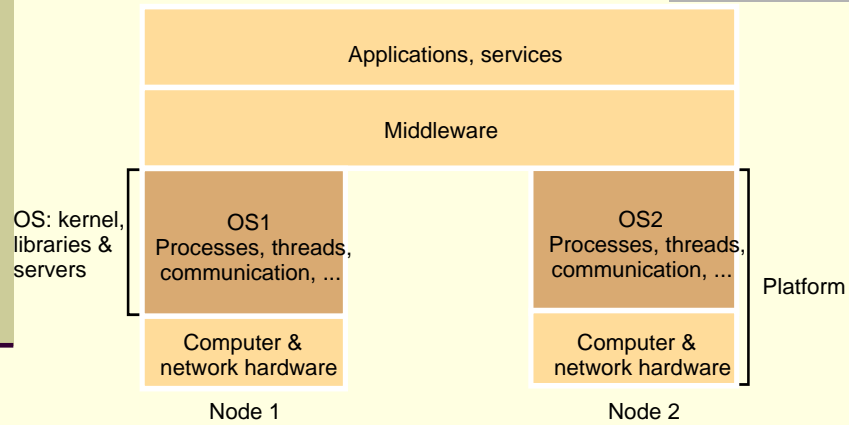 Applications, services
Middleware
OS: kernel,
libraries &
servers
OS1
Processes, threads,
communication, ...
OS2
Processes, threads,
communication, ...
Platform
Computer &
network hardware
Computer &
network hardware
Node 1
Node 2